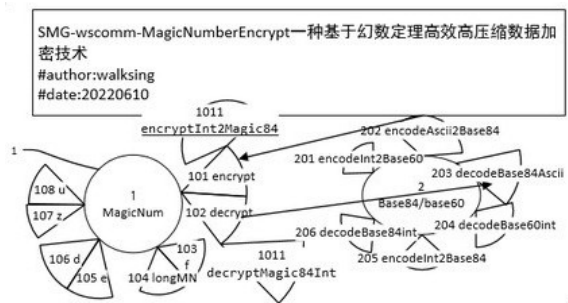 SMG-wscomm-MagicNumberEncrypt一种基于幻数定理高效高压缩数据加
密技术
#author:walksing
#date:20220610
1011
encryptInt2Magic84
202 encodeAscii2Base84
1
201 encodeInt2Base60
101 encrypt
203 decodeBase84Ascii
108 u
1
MagicNum
2
Base84/base60
107 z
102 decrypt
204 decodeBase60int
206 decodeBase84int
106 d
103
f
1011
decryptMagic84Int
205 encodeInt2Base84
105 e
104 longMN